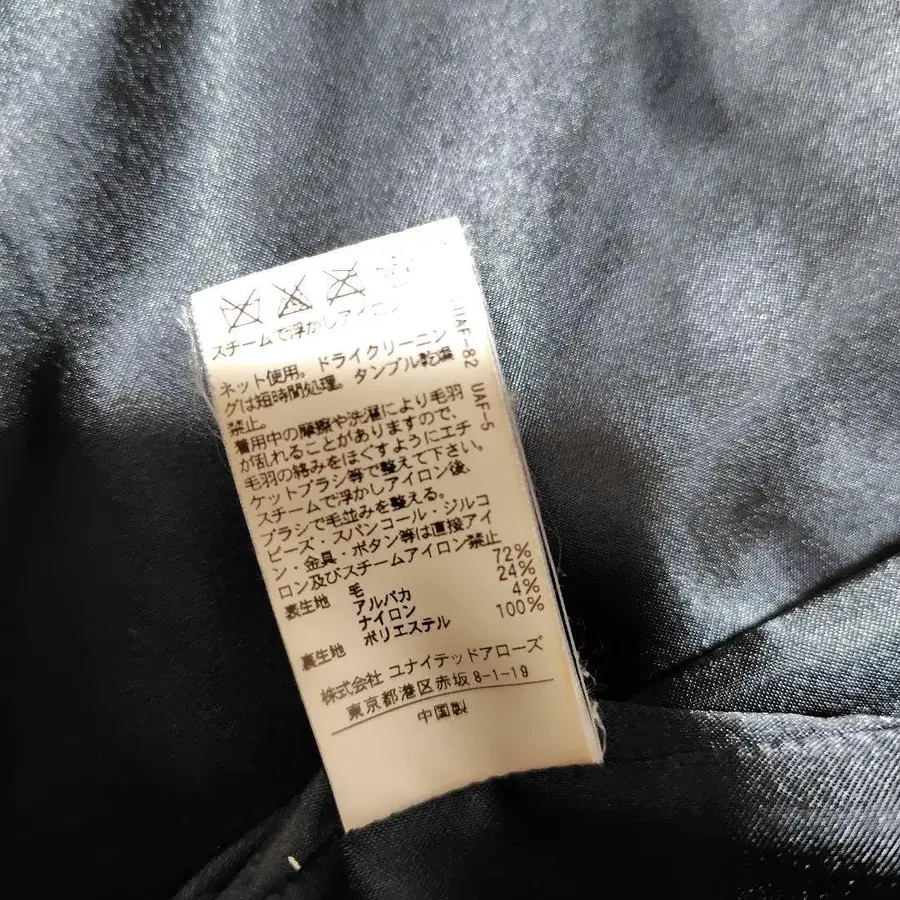 スチームで浮かしアイロン
ネット使用。ドライクリーニン
グは短時間処理。タンブル乾燥
禁止。
着用中の摩擦や洗濯により毛羽
が乱れることがありますので、
毛羽の絡みをほぐすようにエチ
ケットブラシ等で整えて下さい。
スチームで浮かしアイロン後、
ブラシで毛並みを整える。
ビーズ・スパンコール・ジルコ
ン・金具・ボタン等は直接アイ
ロン及びスチームアイロン禁止
表生地 毛 72%
アルパカ 24%
ナイロン 4%
裏生地 ポリエステル 100%
株式会社 ユナイテッドアローズ
東京都港区赤坂8-1-19
中国製
UAF-82 UAF-5